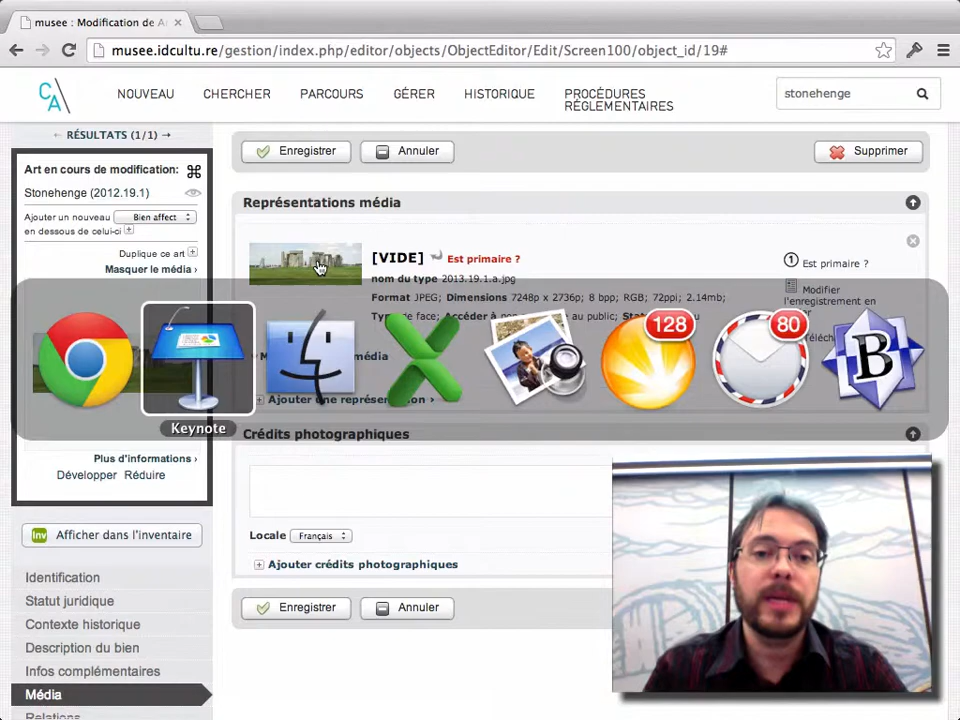 musee : Modification de A
musee.idcultu.re/gestion/index.php/editor/objects/ObjectEditor/Edit/Screen100/object_id/19#
CA
NOUVEAU
CHERCHER
PARCOURS
GÉRER
HISTORIQUE
PROCÉDURES
RÉGLEMENTAIRES
stonehenge
← RÉSULTATS (1/1) →
Art en cours de modification:
Stonehenge (2012.19.1)
Ajouter un nouveau Bien affect
en dessous de celui-ci
Duplique ce art
Masquer le média ›
Plus d'informations ›
Développer Réduire
Inv Afficher dans l'inventaire
Identification
Statut juridique
Contexte historique
Description du bien
Infos complémentaires
Média
Relations
Enregistrer
Annuler
Supprimer
Représentations média
[VIDE] Est primaire ?
nom du type 2013.19.1.a.jpg
Format JPEG; Dimensions 7248p x 2736p; 8 bpp; RGB; 72ppi; 2.14mb;
1 Est primaire ?
Modifier
l'enregistrement en
128
80
B
Keynote
Crédits photographiques
Locale Français
Ajouter crédits photographiques
Enregistrer
Annuler